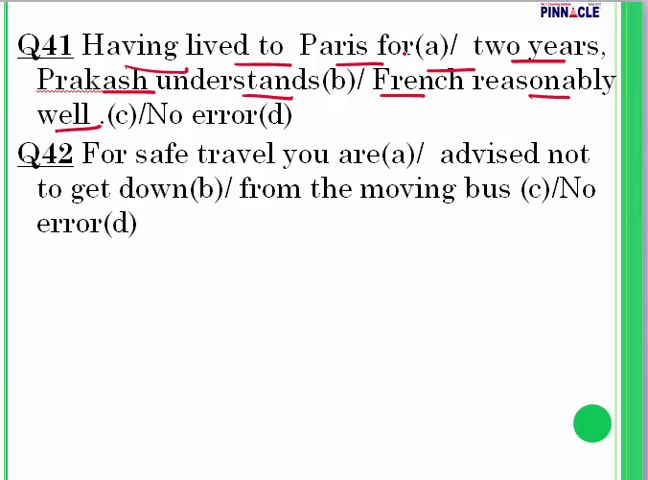 PINNACLE
Q41 Having lived to Paris for(a)/ two years,
Prakash understands(b)/ French reasonably
well .(c)/No error(d)
Q42 For safe travel you are(a)/ advised not
to get down(b)/ from the moving bus (c)/No
error(d)